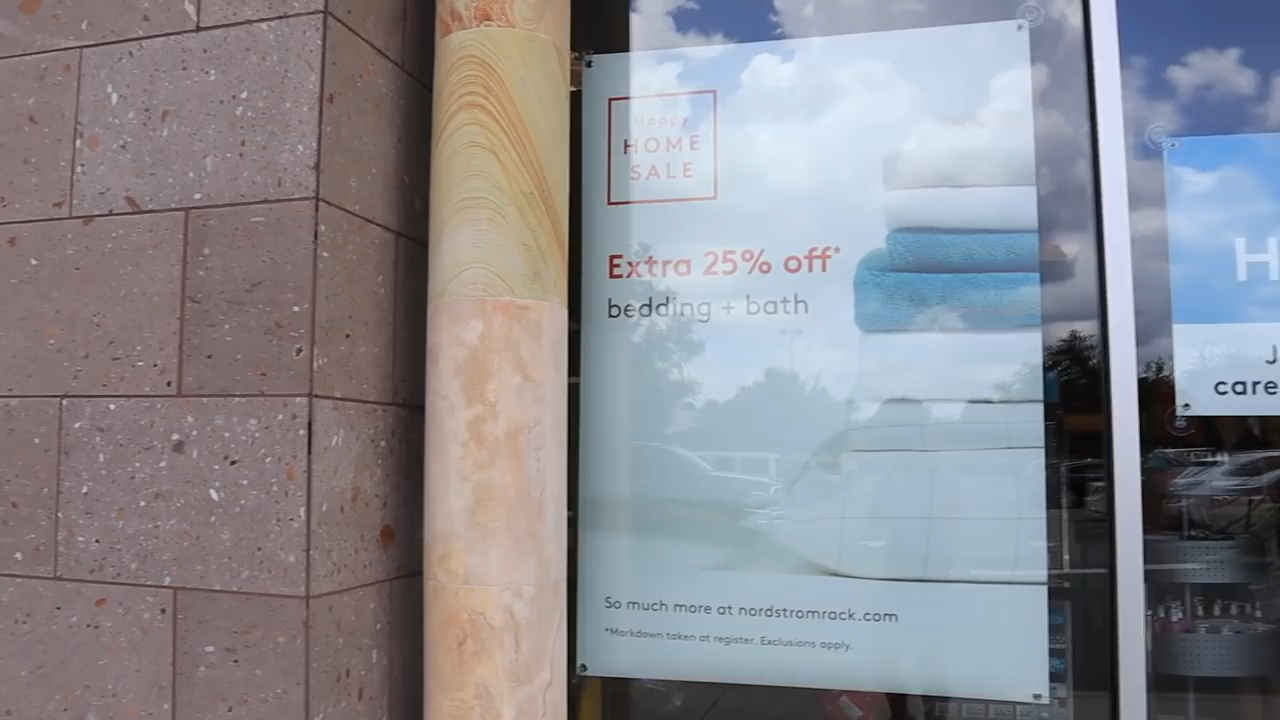 Happy
HOME
SALE
Extra 25% off*
bedding + bath
So much more at nordstromrack.com
*Markdown taken at register. Exclusions apply.
H
J
care